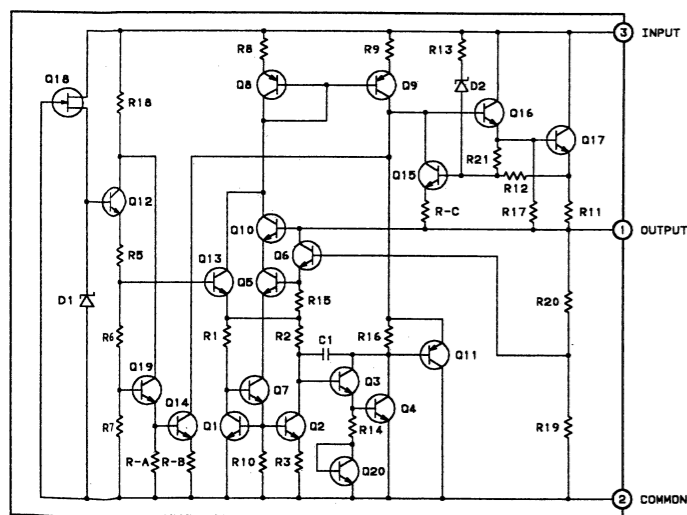 3 INPUT
R8
R9
R13
Q18
Q8
Q9
D2
R18
Q16
Q17
R21
Q15
R12
Q12
R-C
R17
R11
Q10
1 OUTPUT
Q6
R5
Q13
Q5
R20
D1
R15
R1
R2
C1
R16
R6
Q11
Q19
Q7
Q3
Q14
Q4
R7
Q1
Q2
R14
R19
R-A
R-B
R10
R3
Q20
2 COMMON